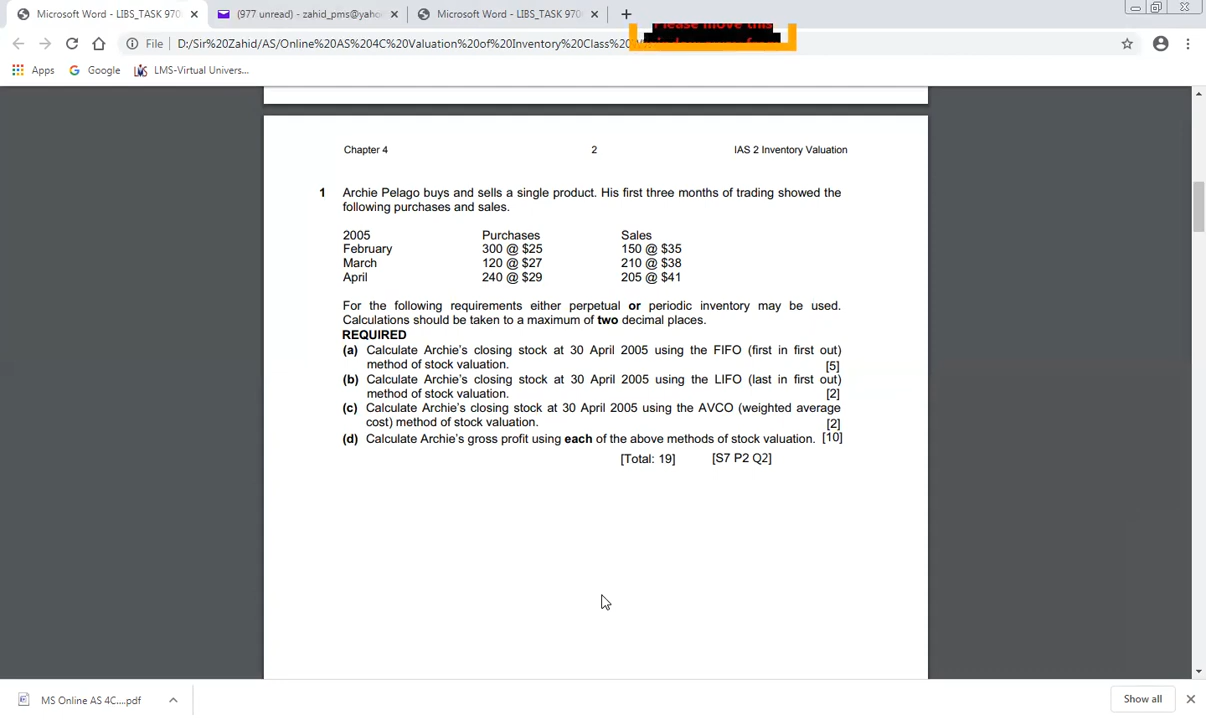 Microsoft Word - LIBS_TASK 970
(977 unread) - zahid_pms@yaho
Microsoft Word - LIBS_TASK 970
Please move this
File
D:/Sir%20Zahid/AS/Online%20AS%204C%20Valuation%20of%20Inventory%20Class%20
Apps
Google
LMS-Virtual Univers...
Chapter 4
2
IAS 2 Inventory Valuation
1 Archie Pelago buys and sells a single product. His first three months of trading showed the
following purchases and sales.
2005 Purchases Sales
February 300 @ $25 150 @ $35
March 120 @ $27 210 @ $38
April 240 @ $29 205 @ $41
For the following requirements either perpetual or periodic inventory may be used.
Calculations should be taken to a maximum of two decimal places.
REQUIRED
(a) Calculate Archie's closing stock at 30 April 2005 using the FIFO (first in first out)
method of stock valuation. [5]
(b) Calculate Archie's closing stock at 30 April 2005 using the LIFO (last in first out)
method of stock valuation. [2]
(c) Calculate Archie's closing stock at 30 April 2005 using the AVCO (weighted average
cost) method of stock valuation. [2]
(d) Calculate Archie's gross profit using each of the above methods of stock valuation. [10]
[Total: 19] [S7 P2 Q2]
MS Online AS 4C....pdf
Show all